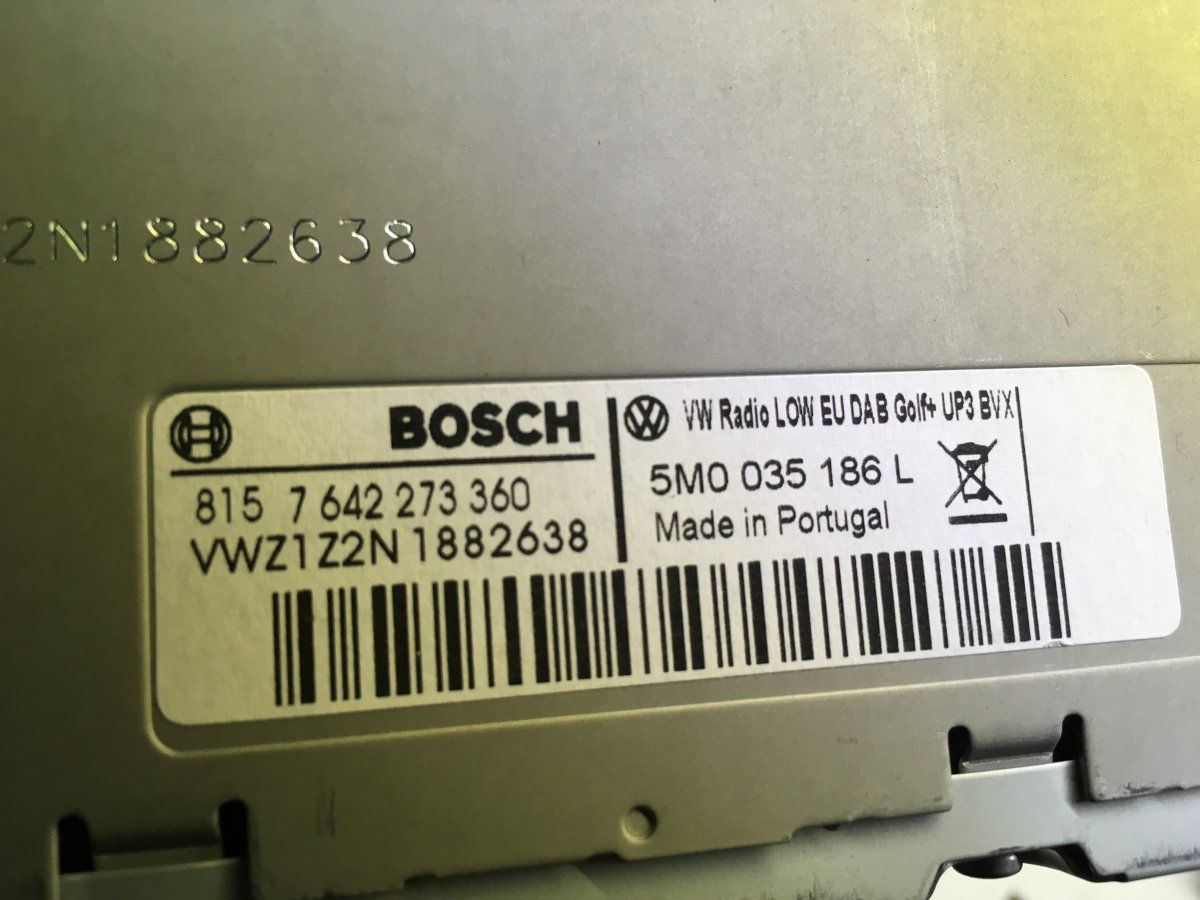 2N1882638
BOSCH
815 7 642 273 360
VWZ1Z2N 1882638
VW Radio LOW EU DAB Golf+ UP3 BVX
5M0 035 186 L
Made in Portugal